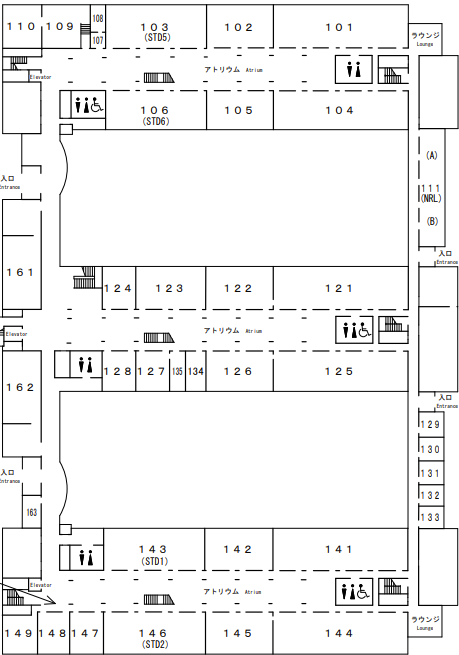 110 109 108 103 102 101
107 (STD5)
ラウンジ
Lounge
アトリウム Atrium
Elevator
106 105 104
(STD6)
(A)
入口
Entrance
111
(NRL)
(B)
入口
Entrance
161 124 123 122 121
アトリウム Atrium
Elevator
162 128 127 135 134 126 125
入口
Entrance
129
130
131
132
133
入口
Entrance
163
143 142 141
(STD1)
Elevator
アトリウム Atrium
149 148 147 146 145 144
(STD2)
ラウンジ
Lounge